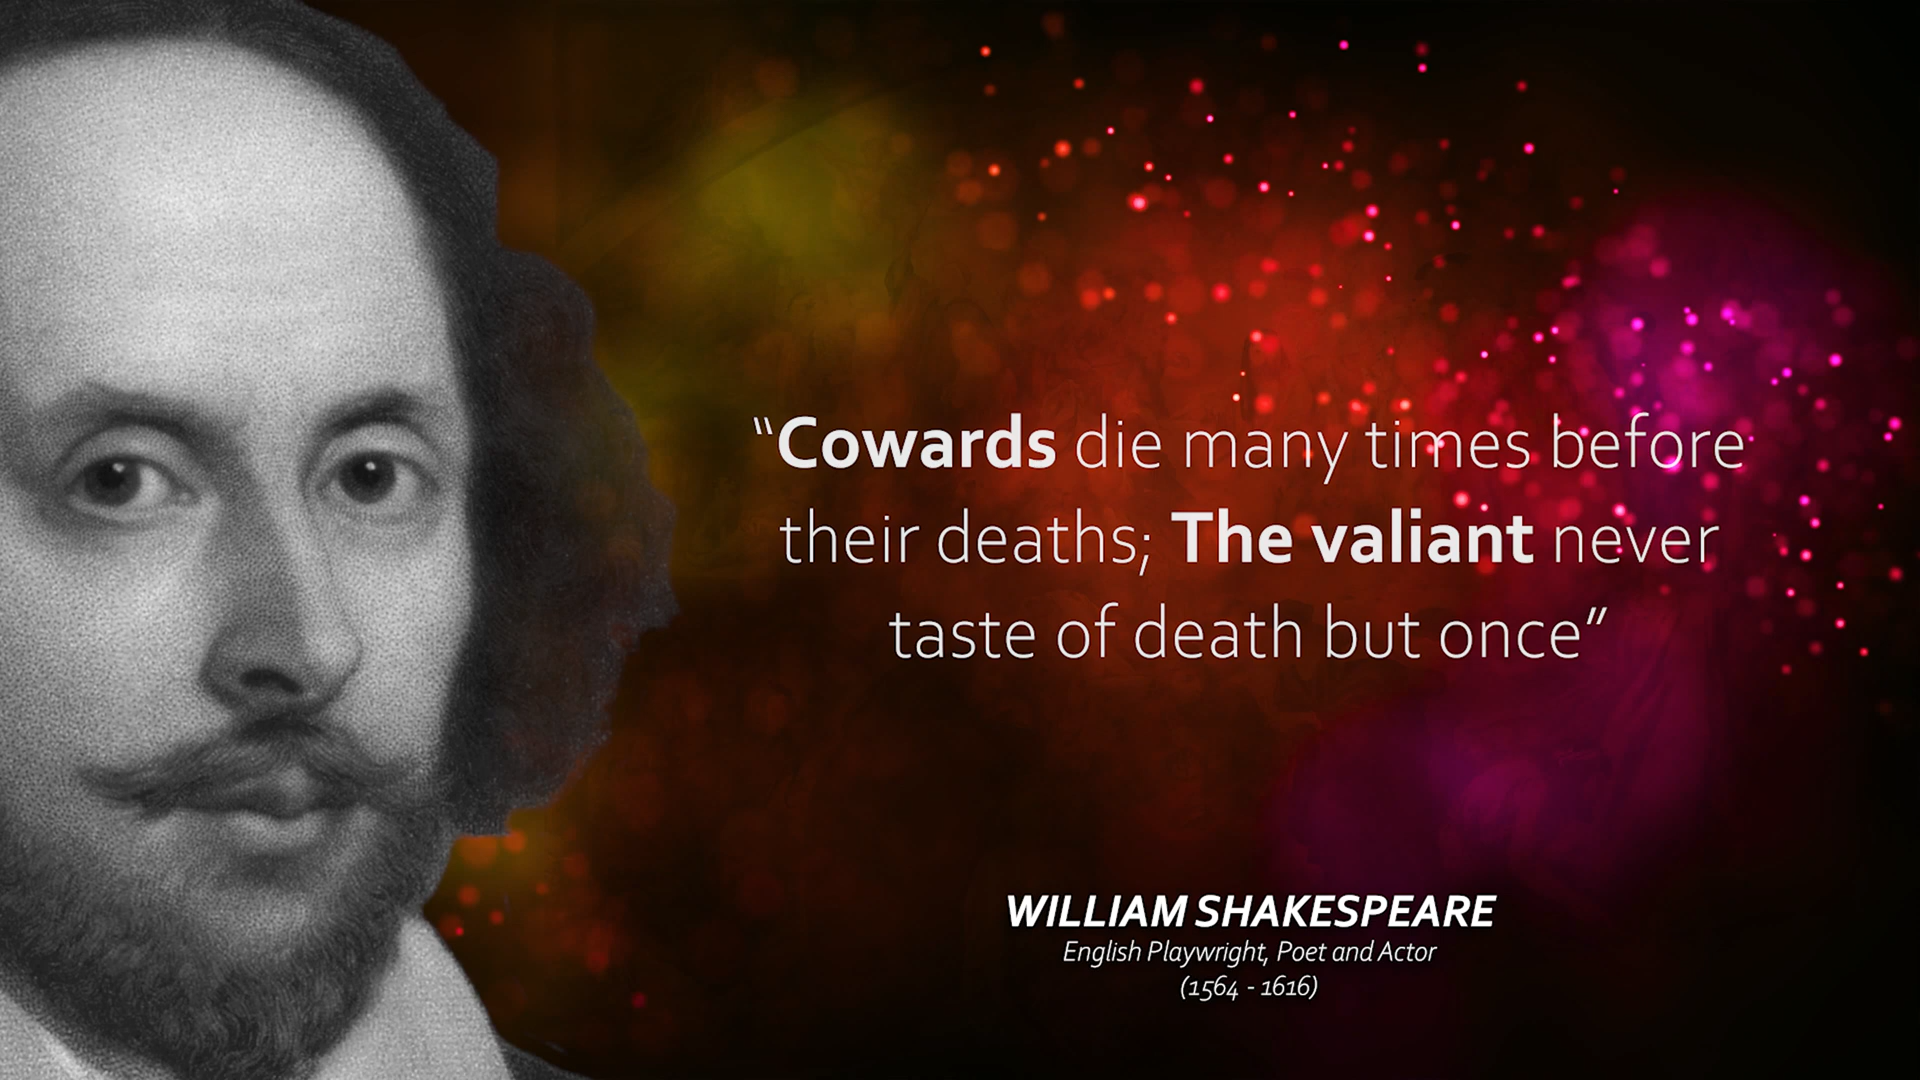 “Cowards die many times before
their deaths; The valiant never
taste of death but once”
WILLIAM SHAKESPEARE
English Playwright, Poet and Actor
(1564 - 1616)